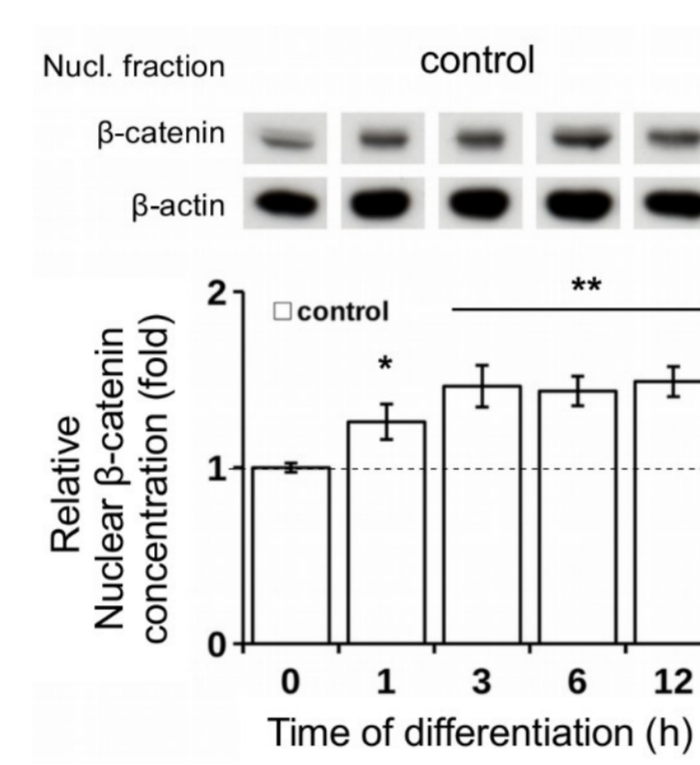 Nucl. fraction
control
β-catenin
β-actin
2
**
control
*
1
0
Relative
Nuclear β-catenin
concentration (fold)
0 1 3 6 12
Time of differentiation (h)